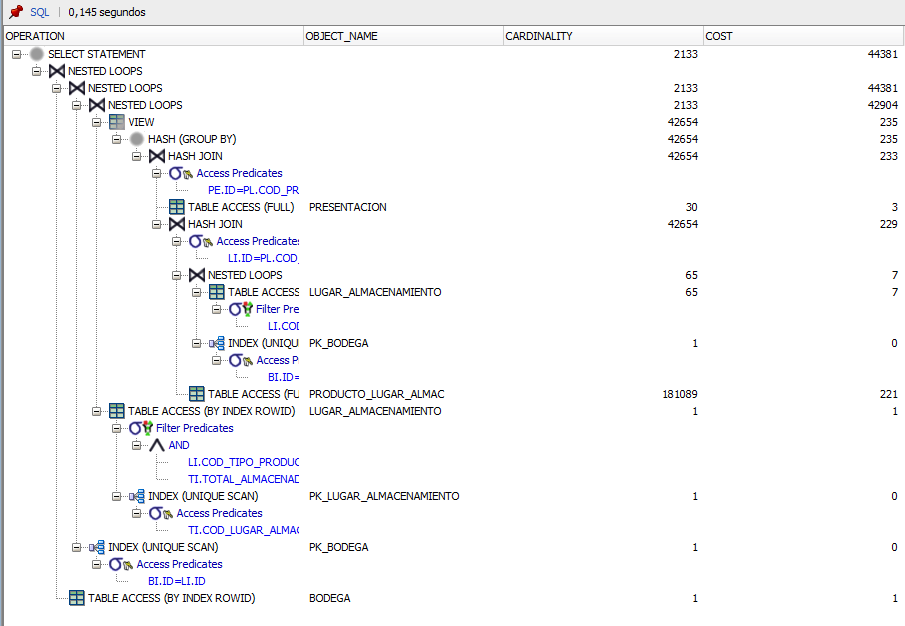 SQL | 0,145 segundos
OPERATION OBJECT_NAME CARDINALITY COST
SELECT STATEMENT 2133 44381
NESTED LOOPS
NESTED LOOPS 2133 44381
NESTED LOOPS 2133 42904
VIEW 42654 235
HASH (GROUP BY) 42654 235
HASH JOIN 42654 233
Access Predicates
PE.ID=PL.COD_PR
TABLE ACCESS (FULL) PRESENTACION 30 3
HASH JOIN 42654 229
Access Predicates
LI.ID=PL.COD_
NESTED LOOPS 65 7
TABLE ACCESS LUGAR_ALMACENAMIENTO 65 7
Filter Pre
LI.COD
INDEX (UNIQU PK_BODEGA 1 0
Access P
BI.ID=
TABLE ACCESS (FU PRODUCTO_LUGAR_ALMAC 181089 221
TABLE ACCESS (BY INDEX ROWID) LUGAR_ALMACENAMIENTO 1 1
Filter Predicates
AND
LI.COD_TIPO_PRODUC
TI.TOTAL_ALMACENAD
INDEX (UNIQUE SCAN) PK_LUGAR_ALMACENAMIENTO 1 0
Access Predicates
TI.COD_LUGAR_ALMAC
INDEX (UNIQUE SCAN) PK_BODEGA 1 0
Access Predicates
BI.ID=LI.ID
TABLE ACCESS (BY INDEX ROWID) BODEGA 1 1